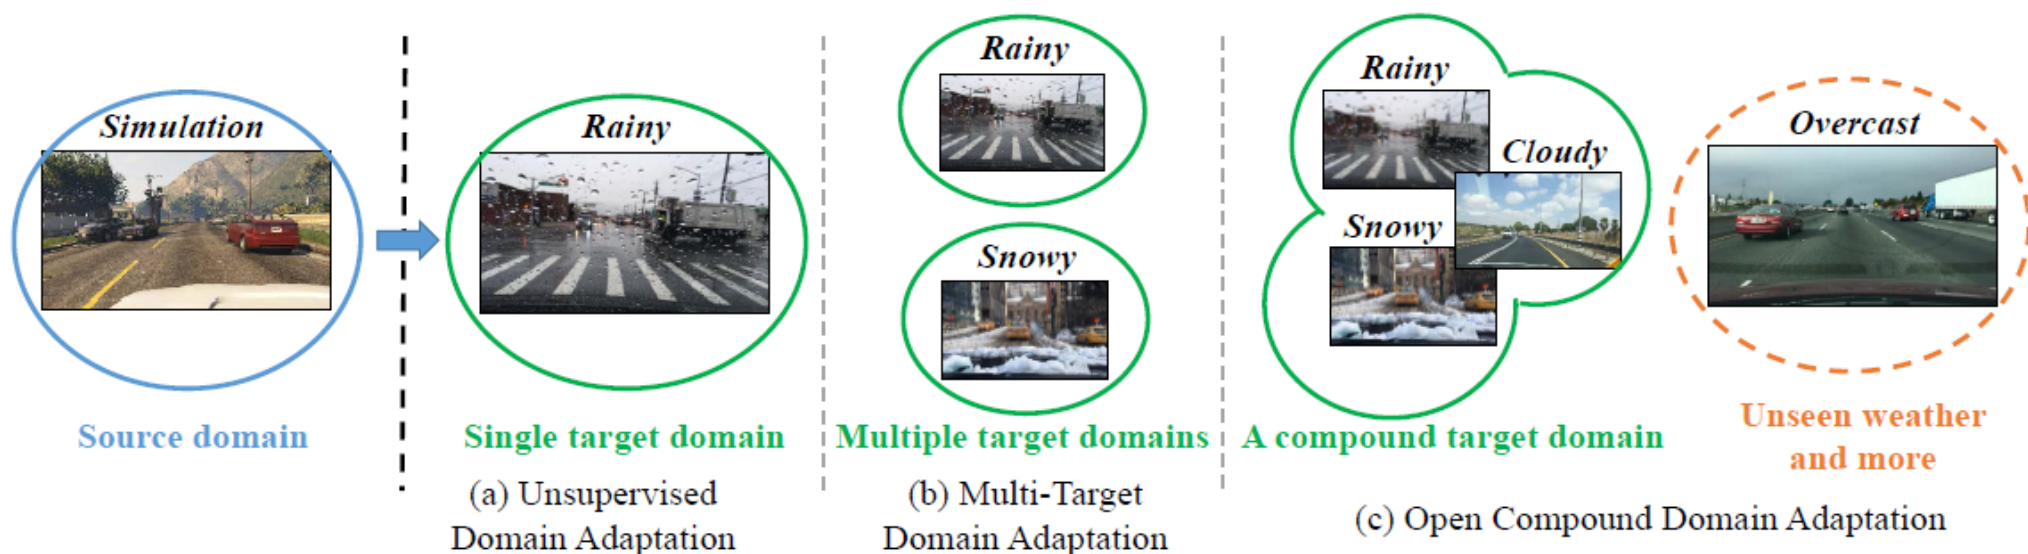 Simulation
Source domain
Rainy
Single target domain
(a) Unsupervised
Domain Adaptation
Rainy
Snowy
Multiple target domains
(b) Multi-Target
Domain Adaptation
Rainy
Cloudy
Snowy
A compound target domain
Overcast
Unseen weather
and more
(c) Open Compound Domain Adaptation